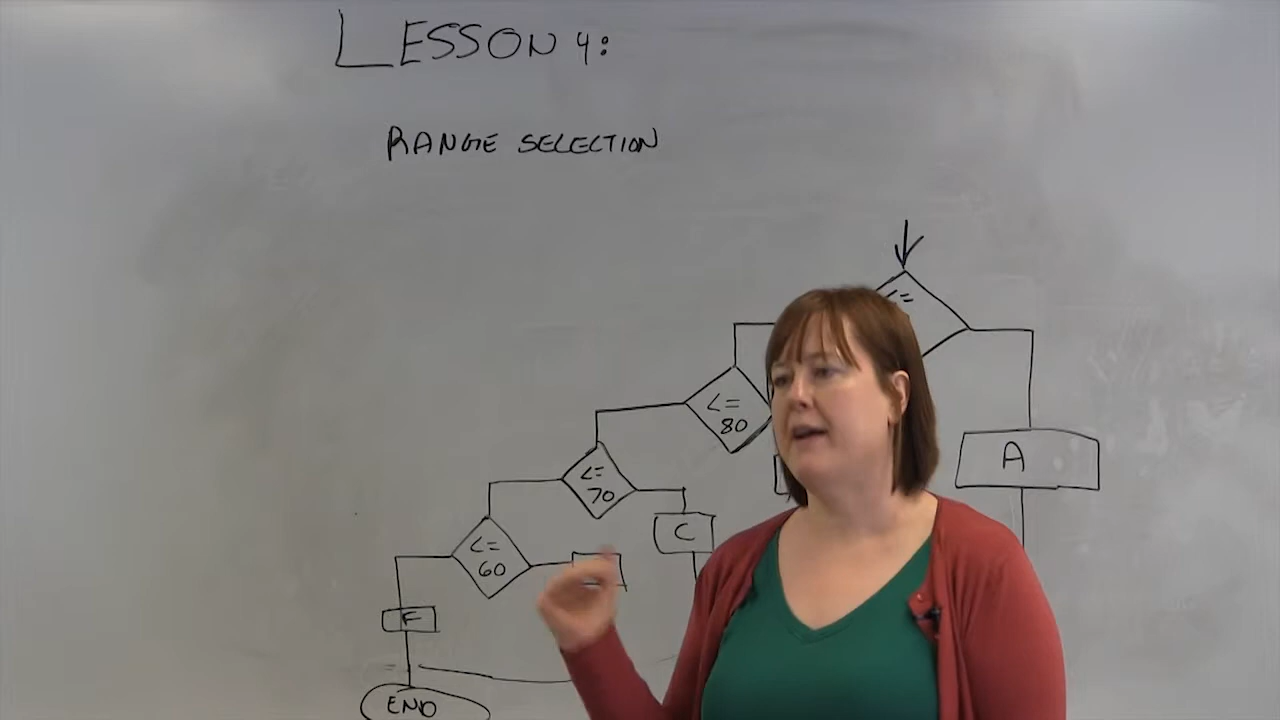 LESSON 4:
RANGE SELECTION
<=
<=
80
A
<=
70
C
<=
60
F
END